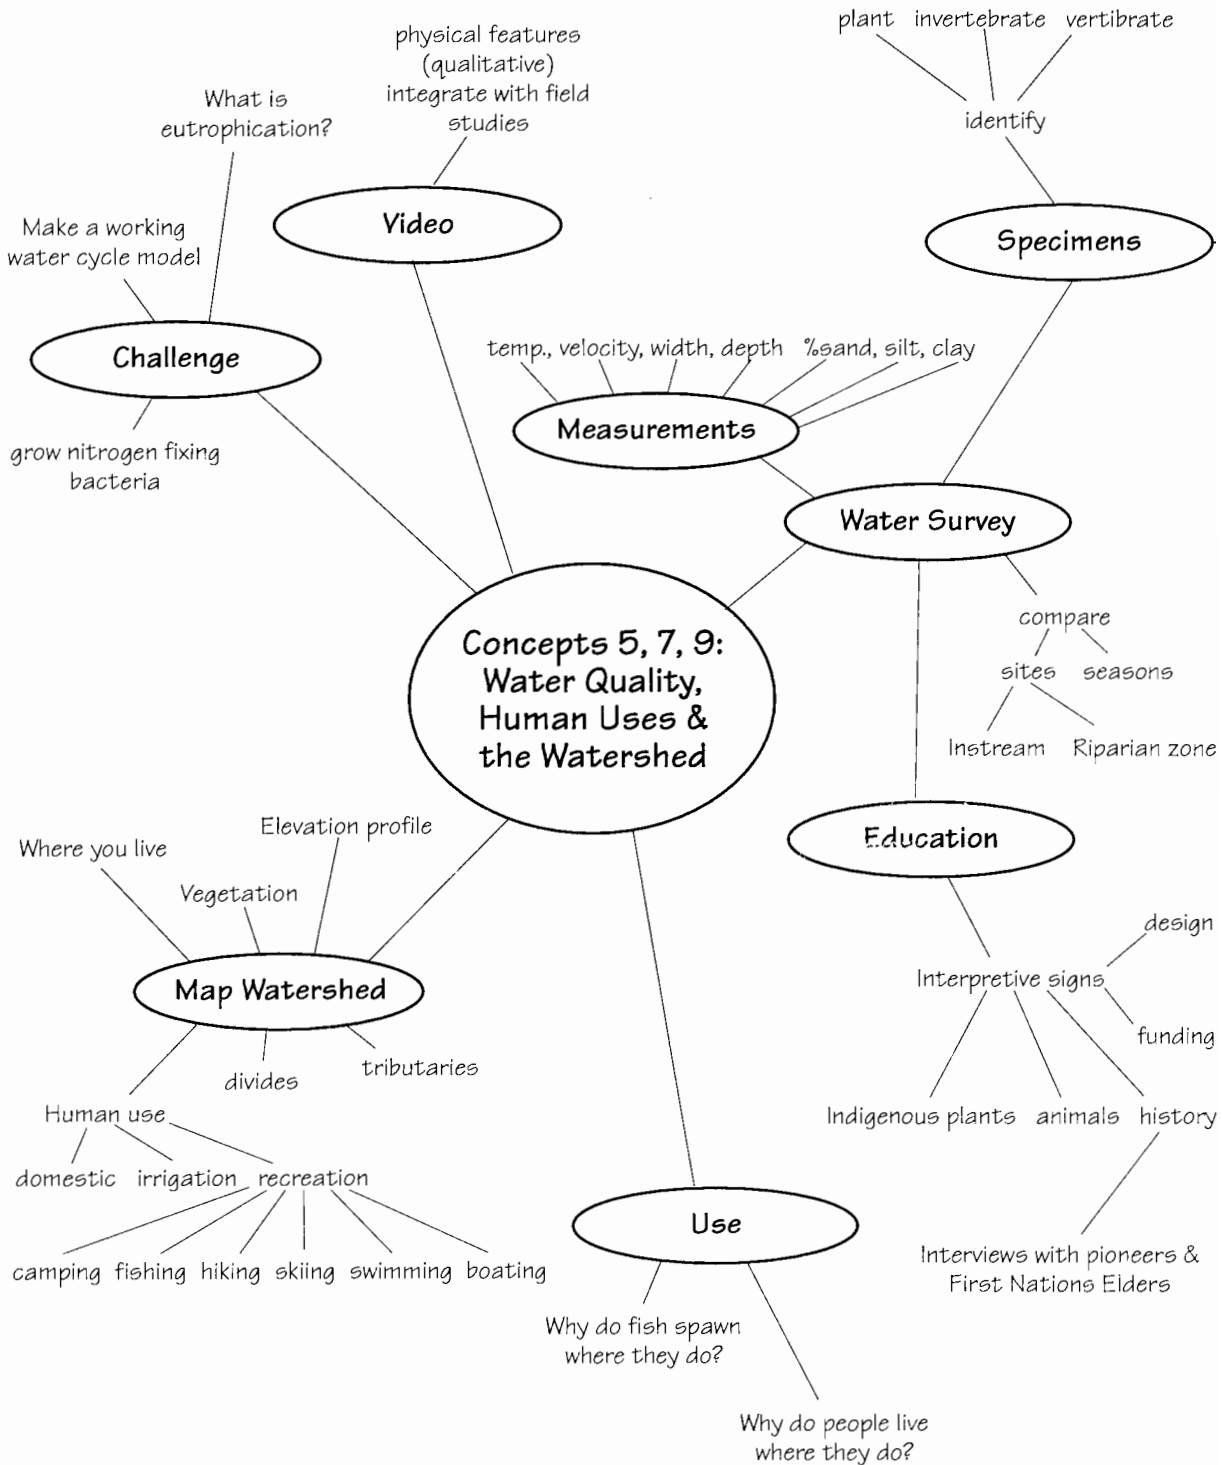 plant invertebrate vertibrate
identify
Specimens
physical features
(qualitative)
integrate with field
studies
Video
What is
eutrophication?
Make a working
water cycle model
Challenge
grow nitrogen fixing
bacteria
temp., velocity, width, depth %sand, silt, clay
Measurements
Water Survey
compare
sites seasons
Instream Riparian zone
Concepts 5, 7, 9:
Water Quality,
Human Uses &
the Watershed
Education
design
Interpretive signs
funding
Indigenous plants animals history
Interviews with pioneers &
First Nations Elders
Elevation profile
Where you live
Vegetation
Map Watershed
tributaries
divides
Human use
domestic irrigation recreation
camping fishing hiking skiing swimming boating
Use
Why do fish spawn
where they do?
Why do people live
where they do?